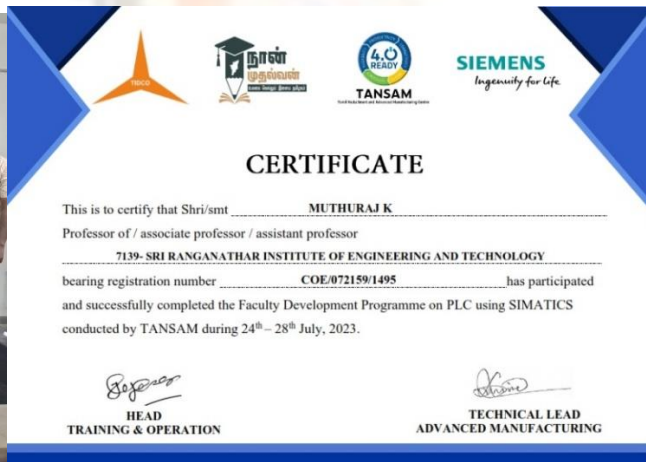 TIDCO
நான்
முதல்வன்
4.0
READY
TANSAM
SIEMENS
Ingenuity for life
CERTIFICATE
This is to certify that Shri/smt MUTHURAJ K
Professor of / associate professor / assistant professor
7139- SRI RANGANATHAR INSTITUTE OF ENGINEERING AND TECHNOLOGY
bearing registration number COE/072159/1495 has participated
and successfully completed the Faculty Development Programme on PLC using SIMATICS
conducted by TANSAM during 24th – 28th July, 2023.
HEAD
TRAINING & OPERATION
TECHNICAL LEAD
ADVANCED MANUFACTURING